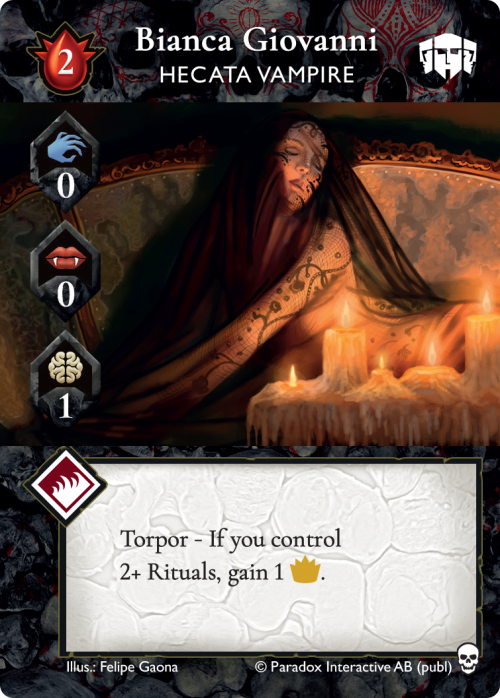 2
Bianca Giovanni
HECATA VAMPIRE
0
0
1
Torpor - If you control
2+ Rituals, gain 1 .
Illus.: Felipe Gaona
© Paradox Interactive AB (publ)